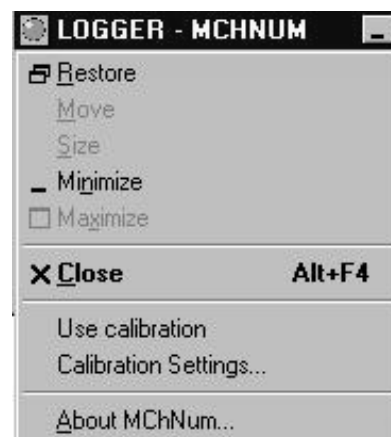 LOGGER - MCHNUM
Restore
Move
Size
Minimize
Maximize
Close Alt+F4
Use calibration
Calibration Settings...
About MChNum...